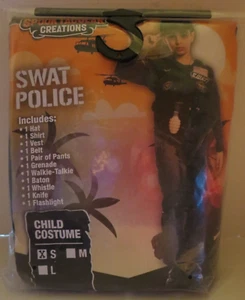 CREATIONS
SWAT
POLICE
Includes:
• 1 Hat
• 1 Shirt
• 1 Vest
• 1 Belt
• 1 Pair of Pants
• 1 Grenade
• 1 Walkie-Talkie
• 1 Baton
• 1 Whistle
• 1 Knife
• 1 Flashlight
CHILD
COSTUME
X S M
L